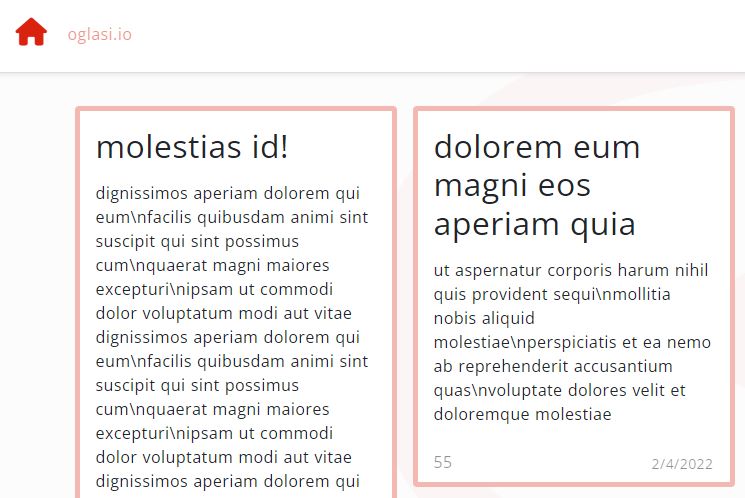 oglasi.io
molestias id!
dignissimos aperiam dolorem qui
eum\nfacilis quibusdam animi sint
suscipit qui sint possimus
cum\nquaerat magni maiores
excepturi\nipsam ut commodi
dolor voluptatum modi aut vitae
dignissimos aperiam dolorem qui
eum\nfacilis quibusdam animi sint
suscipit qui sint possimus
cum\nquaerat magni maiores
excepturi\nipsam ut commodi
dolor voluptatum modi aut vitae
dignissimos aperiam dolorem qui
dolorem eum
magni eos
aperiam quia
ut aspernatur corporis harum nihil
quis provident sequi\nmollitia
nobis aliquid
molestiae\nperspiciatis et ea nemo
ab reprehenderit accusantium
quas\nvoluptate dolores velit et
doloremque molestiae
55
2/4/2022